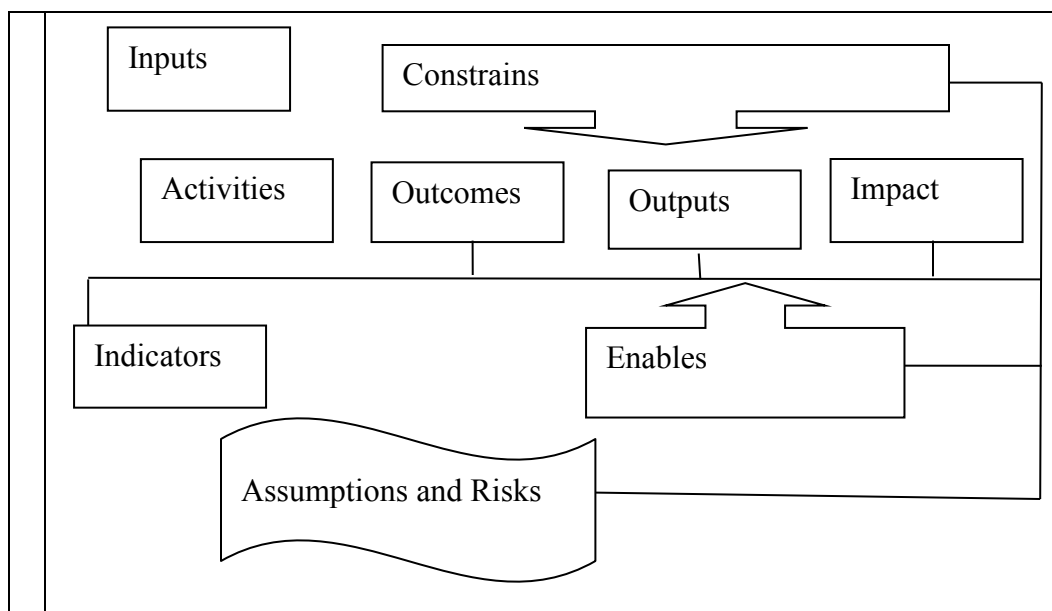 Inputs
Constrains
Activities
Outcomes
Outputs
Impact
Indicators
Enables
Assumptions and Risks